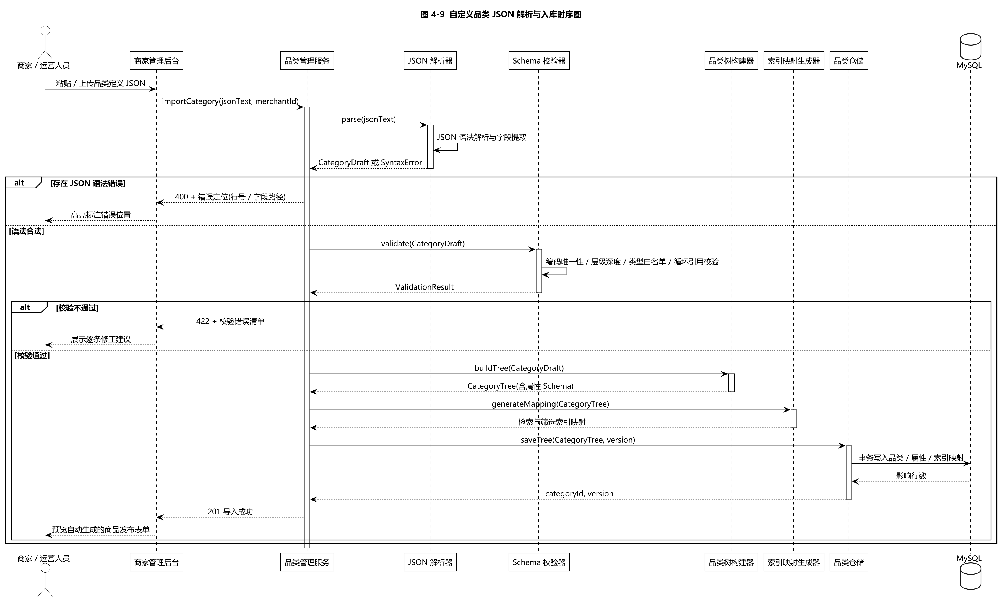 图 4-9 自定义品类 JSON 解析与入库时序图
商家 / 运营人员
商家管理后台
品类管理服务
JSON 解析器
Schema 校验器
品类树构建器
索引映射生成器
品类仓储
MySQL
粘贴 / 上传品类定义 JSON
importCategory(jsonText, merchantId)
parse(jsonText)
JSON 语法解析与字段提取
CategoryDraft 或 SyntaxError
alt
[存在 JSON 语法错误]
400 + 错误定位(行号 / 字段路径)
高亮标注错误位置
[语法合法]
validate(CategoryDraft)
编码唯一性 / 层级深度 / 类型白名单 / 循环引用校验
ValidationResult
alt
[校验不通过]
422 + 校验错误清单
展示逐条修正建议
[校验通过]
buildTree(CategoryDraft)
CategoryTree(含属性 Schema)
generateMapping(CategoryTree)
检索与筛选索引映射
saveTree(CategoryTree, version)
事务写入品类 / 属性 / 索引映射
影响行数
categoryId, version
201 导入成功
预览自动生成的商品发布表单
商家 / 运营人员
商家管理后台
品类管理服务
JSON 解析器
Schema 校验器
品类树构建器
索引映射生成器
品类仓储
MySQL